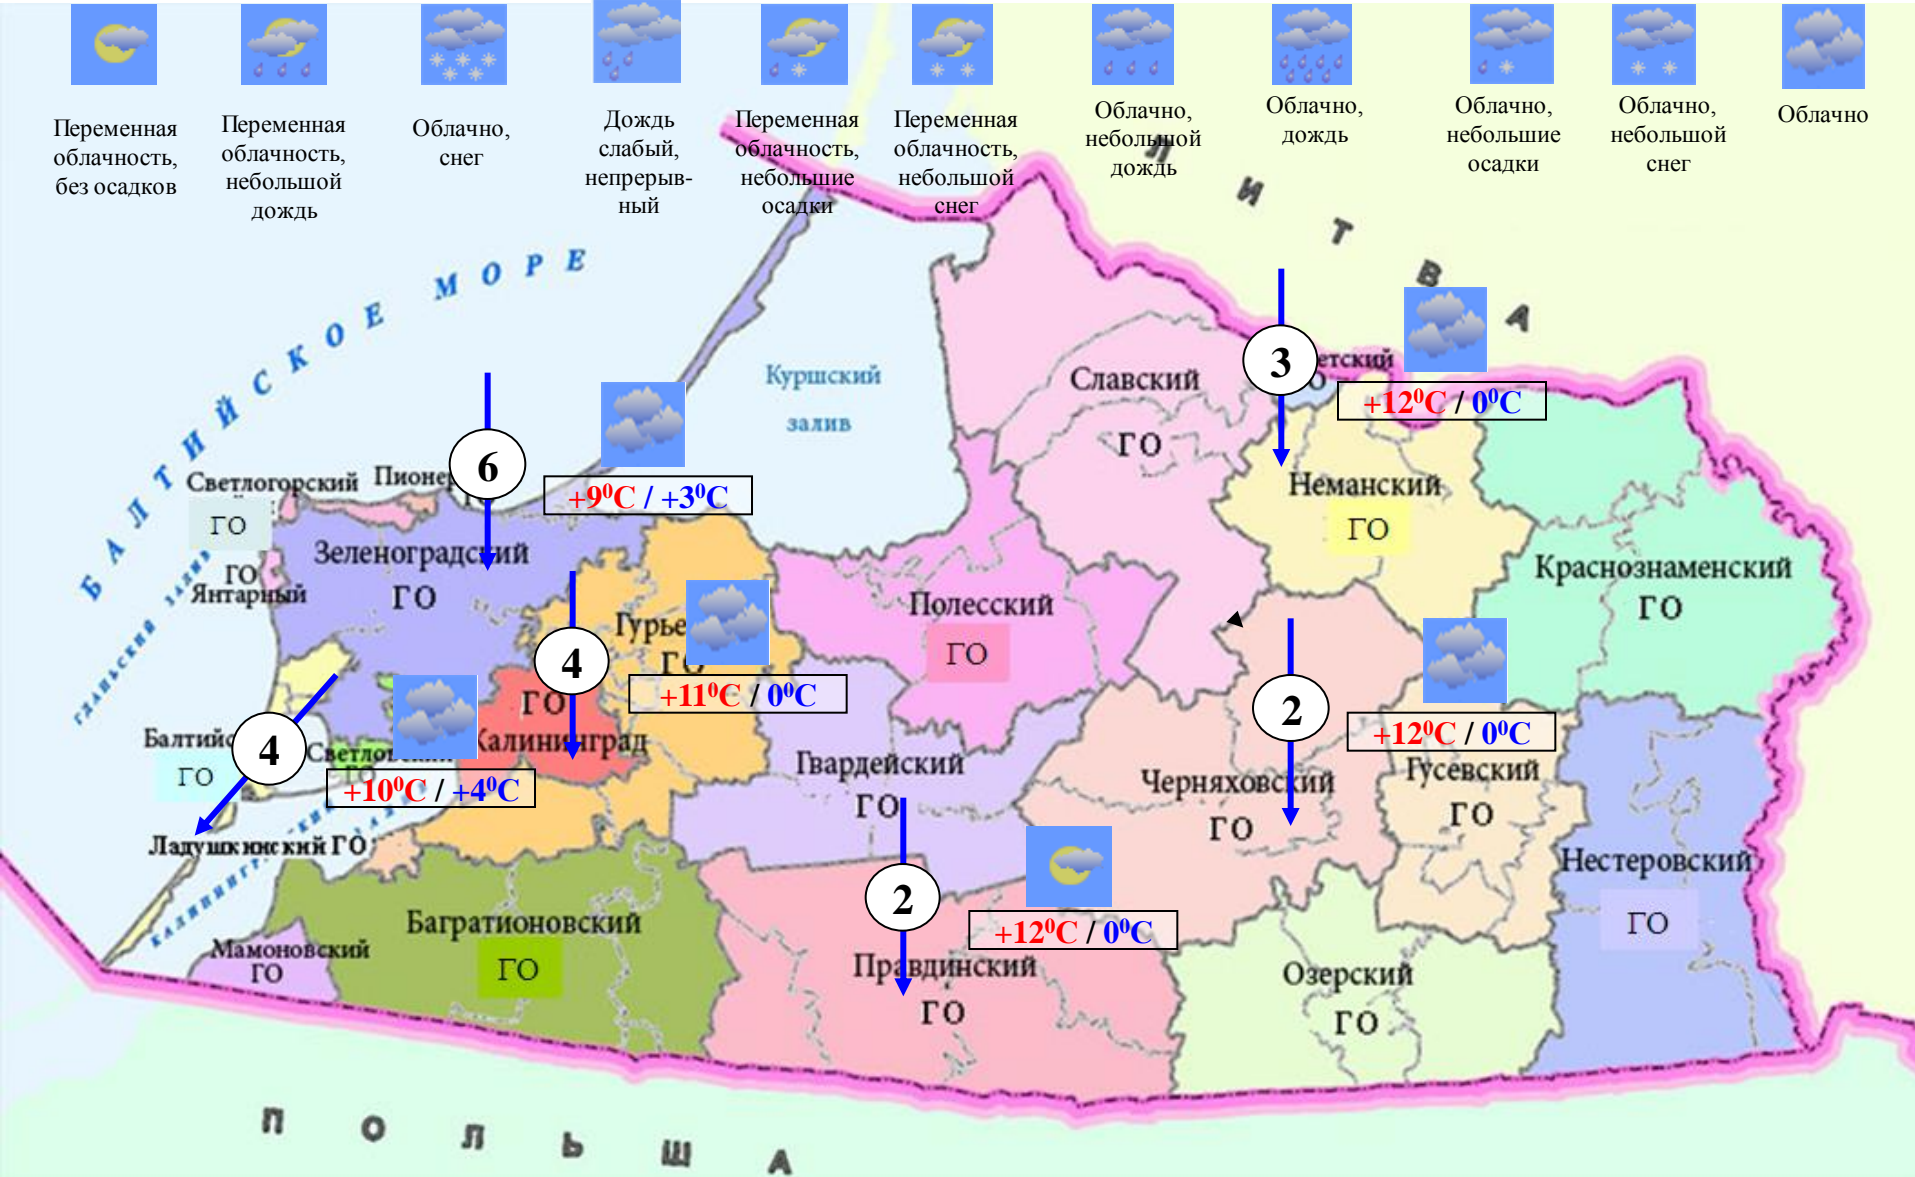 Переменная
облачность,
без осадков
Переменная
облачность,
небольшой
дождь
Облачно,
снег
Дождь
слабый,
непрерыв-
ный
Переменная
облачность,
небольшие
осадки
Переменная
облачность,
небольшой
снег
Облачно,
небольшой
дождь
Облачно,
дождь
Облачно,
небольшие
осадки
Облачно,
небольшой
снег
Облачно
ЛИТВА
БАЛТИЙСКОЕ МОРЕ
Куршский
залив
Славский
ГО
3
+12⁰C / 0⁰C
6
+9⁰C / +3⁰C
Светлогорский
ГО
Неманский
ГО
Зеленоградский
ГО
ГО
Янтарный
Краснознаменский
ГО
Полесский
ГО
4
ГО
+11⁰C / 0⁰C
ГО
Калининград
2
+12⁰C / 0⁰C
4
ГО
+10⁰C / +4⁰C
Гвардейский
ГО
Черняховский
ГО
Гусевский
ГО
Ладушкинский ГО
Нестеровский
ГО
2
+12⁰C / 0⁰C
Багратионовский
ГО
Мамоновский
ГО
Правдинский
ГО
Озерский
ГО
ПОЛЬША